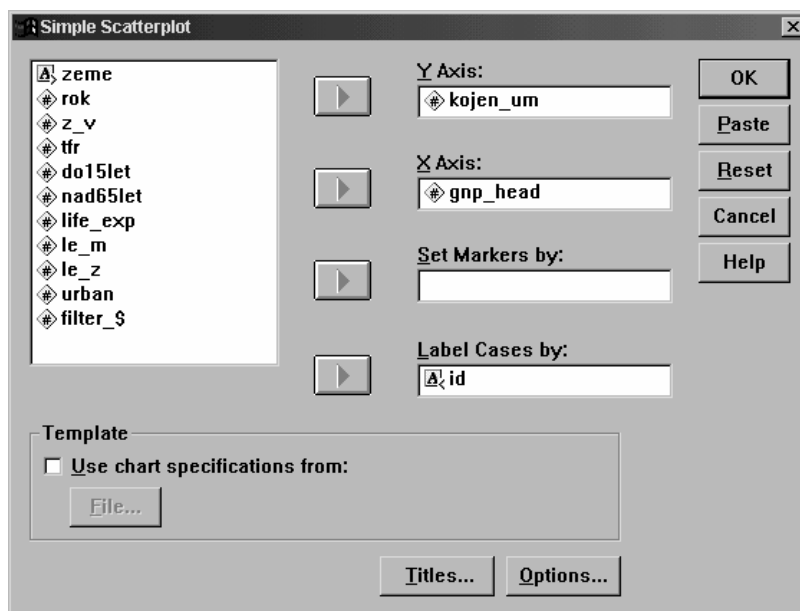 Simple Scatterplot
zeme
rok
z_v
tfr
do15let
nad65let
life_exp
le_m
le_z
urban
filter_$
Y Axis:
kojen_um
X Axis:
gnp_head
Set Markers by:
Label Cases by:
id
OK
Paste
Reset
Cancel
Help
Template
Use chart specifications from:
File...
Titles...
Options...